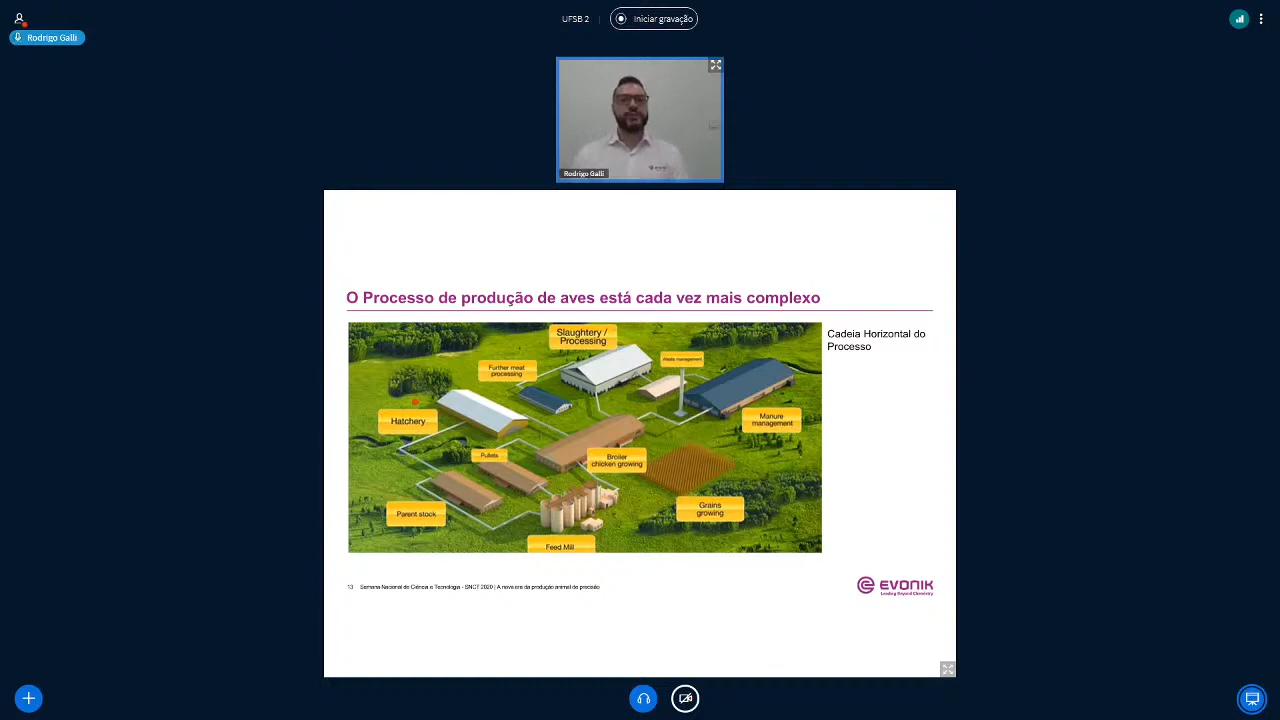 UFSB 2
Iniciar gravação
Rodrigo Galli
Rodrigo Galli
O Processo de produção de aves está cada vez mais complexo
Slaughtery /
Processing
Waste management
Further meat
processing
Hatchery
Manure
management
Pullets
Broiler
chicken growing
Parent stock
Grains
growing
Feed Mill
Cadeia Horizontal do
Processo
13 Semana Nacional de Ciência e Tecnologia - SNCT 2020 | A nova era da produção animal de precisão
EVONIK
Leading Beyond Chemistry